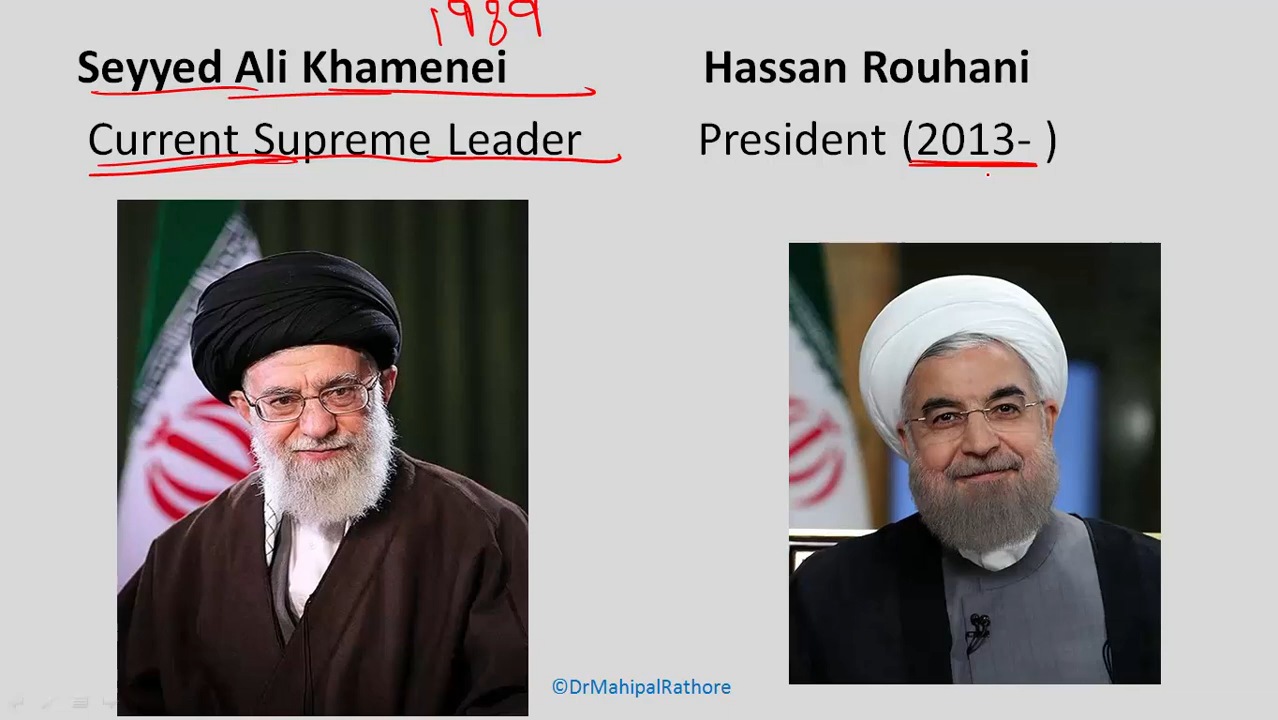 1989
Seyyed Ali Khamenei
Current Supreme Leader
Hassan Rouhani
President (2013- )
©DrMahipalRathore